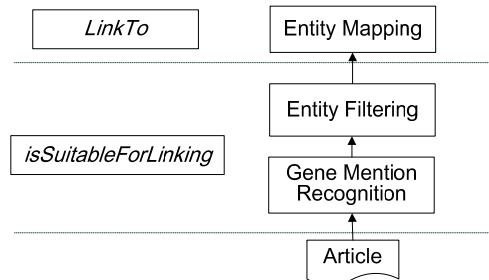 LinkTo
Entity Mapping
Entity Filtering
isSuitableForLinking
Gene Mention
Recognition
Article